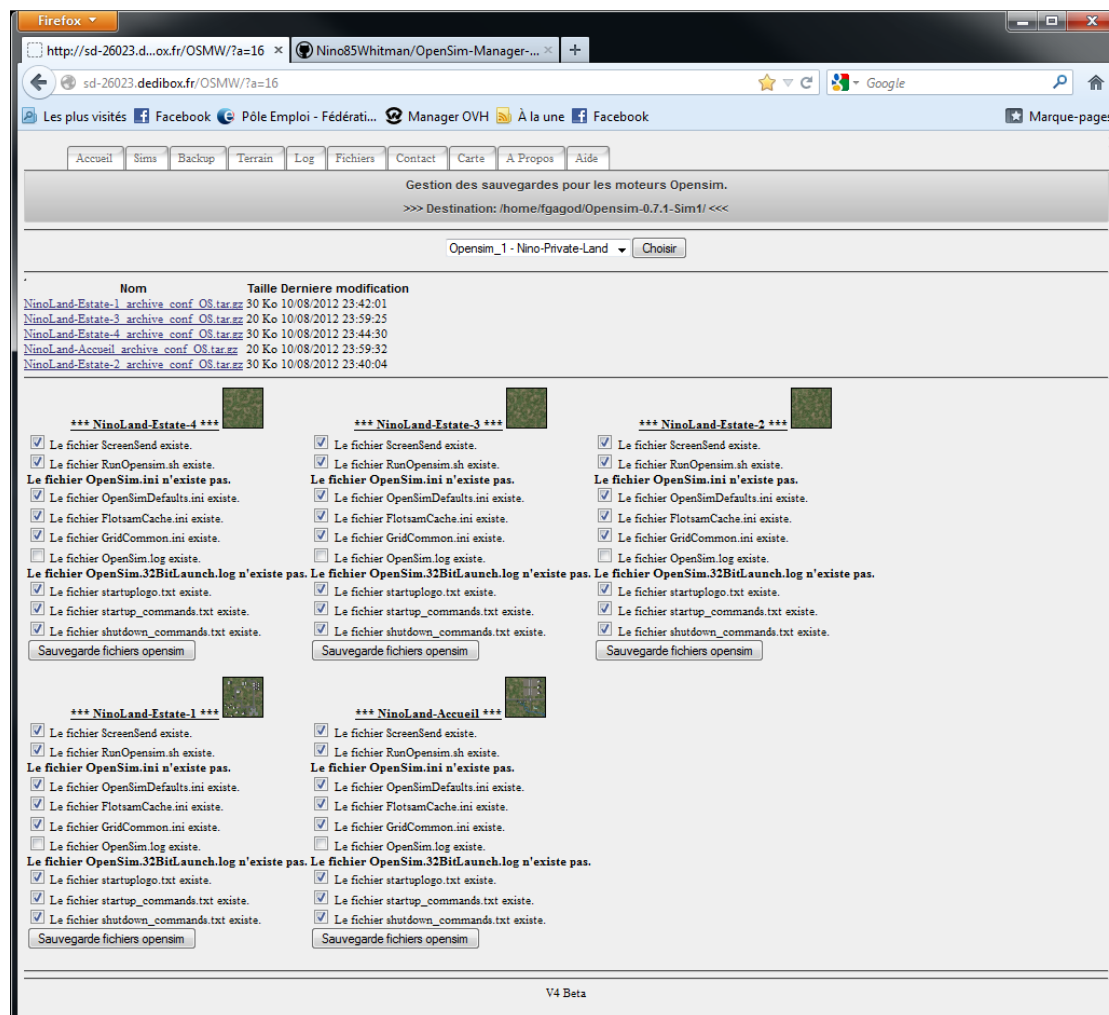 Firefox
http://sd-26023.d...ox.fr/OSMW/?a=16 × Nino85Whitman/OpenSim-Manager-... × +
sd-26023.dedibox.fr/OSMW/?a=16 Google
Les plus visités Facebook Pôle Emploi - Fédérati... Manager OVH À la une Facebook Marque-pages
Accueil Sims Backup Terrain Log Fichiers Contact Carte A Propos Aide
Gestion des sauvegardes pour les moteurs Opensim.
>>> Destination: /home/fgagod/Opensim-0.7.1-Sim1/ <<<
Opensim_1 - Nino-Private-Land Choisir
Nom Taille Derniere modification
NinoLand-Estate-1_archive_conf_OS.tar.gz 30 Ko 10/08/2012 23:42:01
NinoLand-Estate-3_archive_conf_OS.tar.gz 20 Ko 10/08/2012 23:59:25
NinoLand-Estate-4_archive_conf_OS.tar.gz 30 Ko 10/08/2012 23:44:30
NinoLand-Accueil_archive_conf_OS.tar.gz 20 Ko 10/08/2012 23:59:32
NinoLand-Estate-2_archive_conf_OS.tar.gz 30 Ko 10/08/2012 23:40:04
*** NinoLand-Estate-4 *** *** NinoLand-Estate-3 *** *** NinoLand-Estate-2 ***
Le fichier ScreenSend existe. Le fichier ScreenSend existe. Le fichier ScreenSend existe.
Le fichier RunOpensim.sh existe. Le fichier RunOpensim.sh existe. Le fichier RunOpensim.sh existe.
Le fichier OpenSim.ini n'existe pas. Le fichier OpenSim.ini n'existe pas. Le fichier OpenSim.ini n'existe pas.
Le fichier OpenSimDefaults.ini existe. Le fichier OpenSimDefaults.ini existe. Le fichier OpenSimDefaults.ini existe.
Le fichier FlotsamCache.ini existe. Le fichier FlotsamCache.ini existe. Le fichier FlotsamCache.ini existe.
Le fichier GridCommon.ini existe. Le fichier GridCommon.ini existe. Le fichier GridCommon.ini existe.
Le fichier OpenSim.log existe. Le fichier OpenSim.log existe. Le fichier OpenSim.log existe.
Le fichier OpenSim.32BitLaunch.log n'existe pas. Le fichier OpenSim.32BitLaunch.log n'existe pas. Le fichier OpenSim.32BitLaunch.log n'existe pas.
Le fichier startuplogo.txt existe. Le fichier startuplogo.txt existe. Le fichier startuplogo.txt existe.
Le fichier startup_commands.txt existe. Le fichier startup_commands.txt existe. Le fichier startup_commands.txt existe.
Le fichier shutdown_commands.txt existe. Le fichier shutdown_commands.txt existe. Le fichier shutdown_commands.txt existe.
Sauvegarde fichiers opensim Sauvegarde fichiers opensim Sauvegarde fichiers opensim
*** NinoLand-Estate-1 *** *** NinoLand-Accueil ***
Le fichier ScreenSend existe. Le fichier ScreenSend existe.
Le fichier RunOpensim.sh existe. Le fichier RunOpensim.sh existe.
Le fichier OpenSim.ini n'existe pas. Le fichier OpenSim.ini n'existe pas.
Le fichier OpenSimDefaults.ini existe. Le fichier OpenSimDefaults.ini existe.
Le fichier FlotsamCache.ini existe. Le fichier FlotsamCache.ini existe.
Le fichier GridCommon.ini existe. Le fichier GridCommon.ini existe.
Le fichier OpenSim.log existe. Le fichier OpenSim.log existe.
Le fichier OpenSim.32BitLaunch.log n'existe pas. Le fichier OpenSim.32BitLaunch.log n'existe pas.
Le fichier startuplogo.txt existe. Le fichier startuplogo.txt existe.
Le fichier startup_commands.txt existe. Le fichier startup_commands.txt existe.
Le fichier shutdown_commands.txt existe. Le fichier shutdown_commands.txt existe.
Sauvegarde fichiers opensim Sauvegarde fichiers opensim
V4 Beta